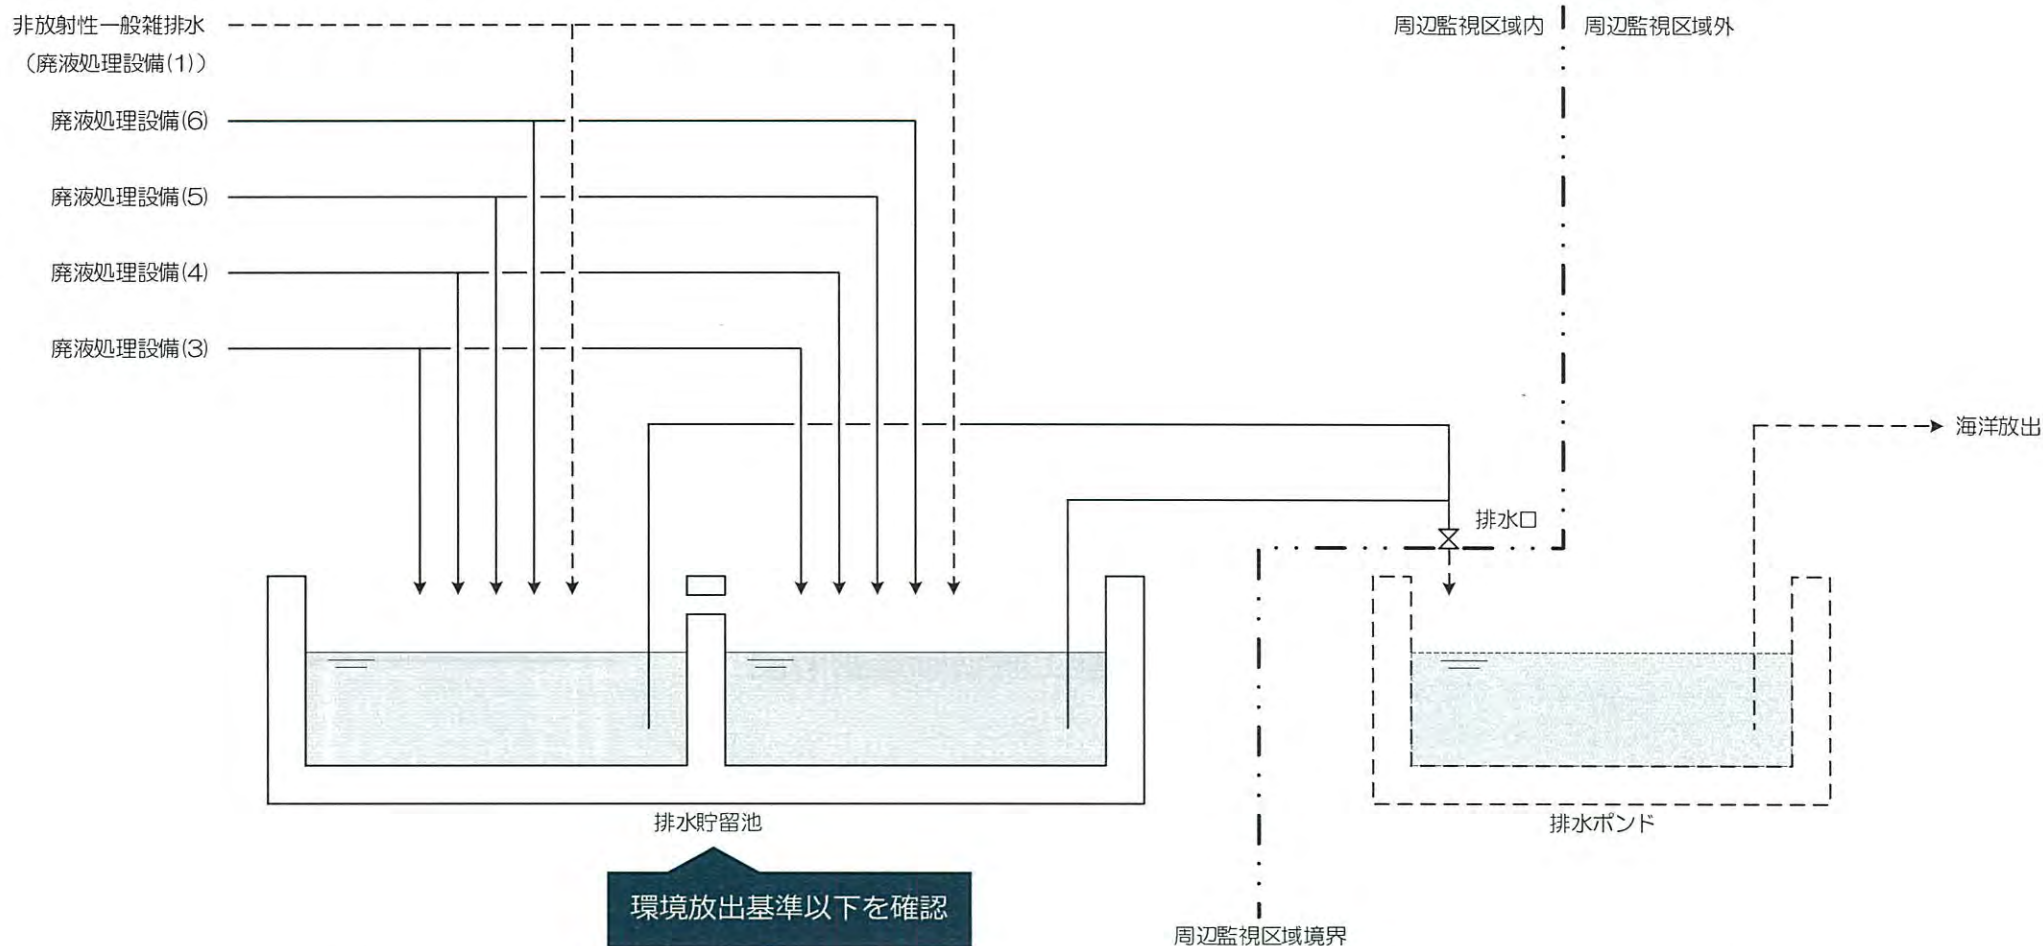 非放射性一般雑排水
（廃液処理設備(1)）
廃液処理設備(6)
廃液処理設備(5)
廃液処理設備(4)
廃液処理設備(3)
周辺監視区域内
周辺監視区域外
海洋放出
排水口
排水貯留池
排水ポンド
環境放出基準以下を確認
周辺監視区域境界